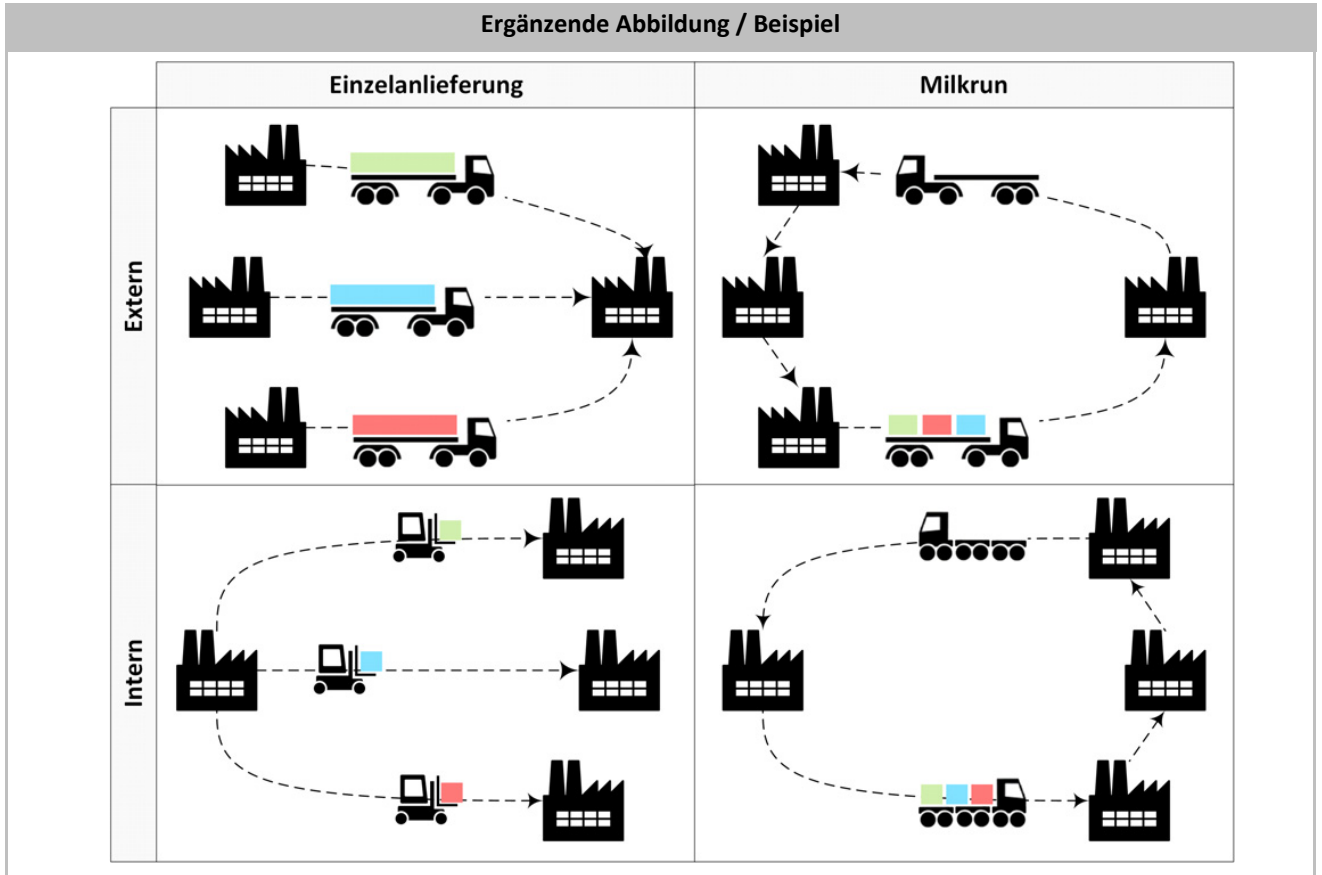 Ergänzende Abbildung / Beispiel
Einzelanlieferung
Milkrun
Extern
Intern